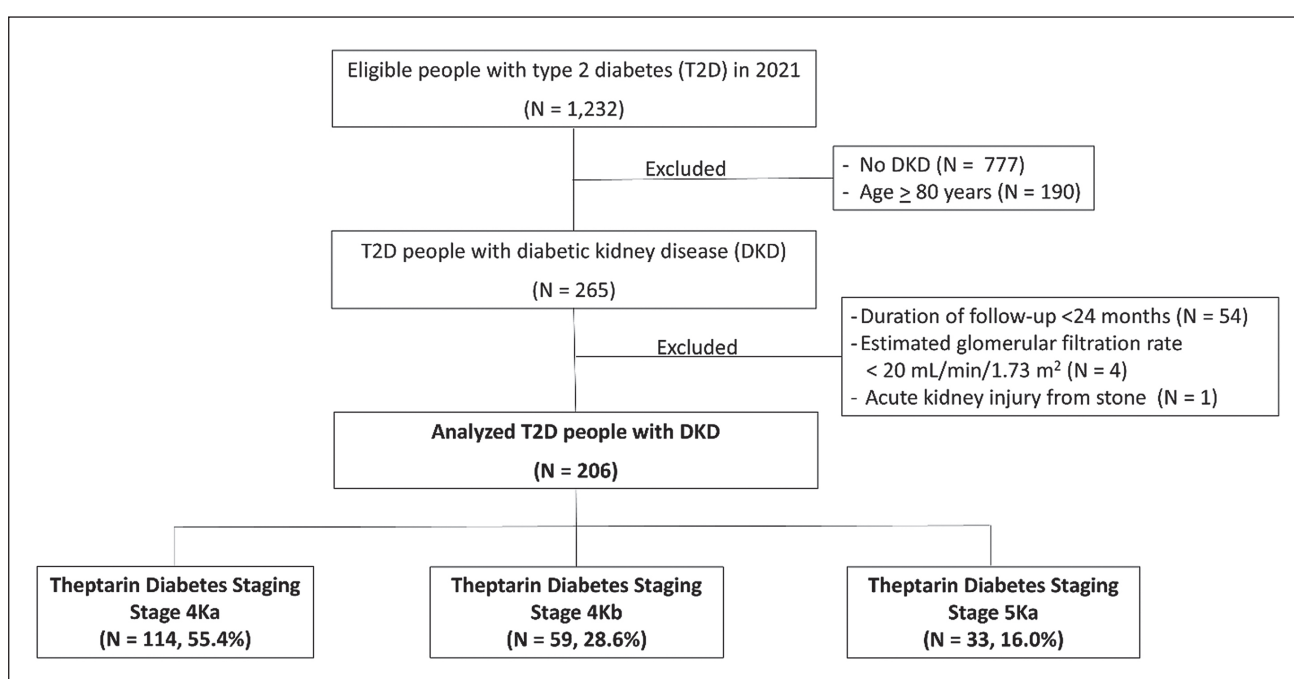 Eligible people with type 2 diabetes (T2D) in 2021
(N = 1,232)
Excluded
- No DKD (N = 777)
- Age ≥ 80 years (N = 190)
T2D people with diabetic kidney disease (DKD)
(N = 265)
Excluded
- Duration of follow-up <24 months (N = 54)
- Estimated glomerular filtration rate
< 20 mL/min/1.73 m² (N = 4)
- Acute kidney injury from stone (N = 1)
Analyzed T2D people with DKD
(N = 206)
Theptarin Diabetes Staging
Stage 4Ka
(N = 114, 55.4%)
Theptarin Diabetes Staging
Stage 4Kb
(N = 59, 28.6%)
Theptarin Diabetes Staging
Stage 5Ka
(N = 33, 16.0%)